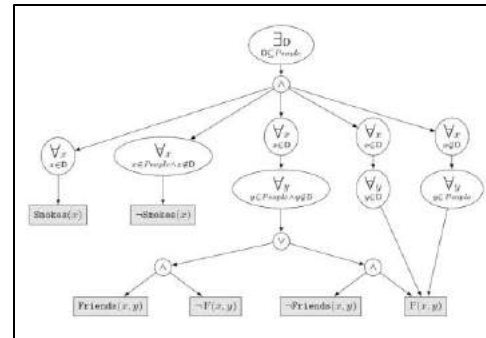 ∃D
D⊆People
∧
∀x
x∈D
∀x
x∈People∧x∉D
∀x
x∈D
∀x
x∈D
∀x
x∉D
∀y
y∈People∧y∉D
∀y
y∈D
∀y
y∈People
Smokes(x)
¬Smokes(x)
∨
∧
∧
Friends(x, y)
¬F(x, y)
¬Friends(x, y)
F(x, y)